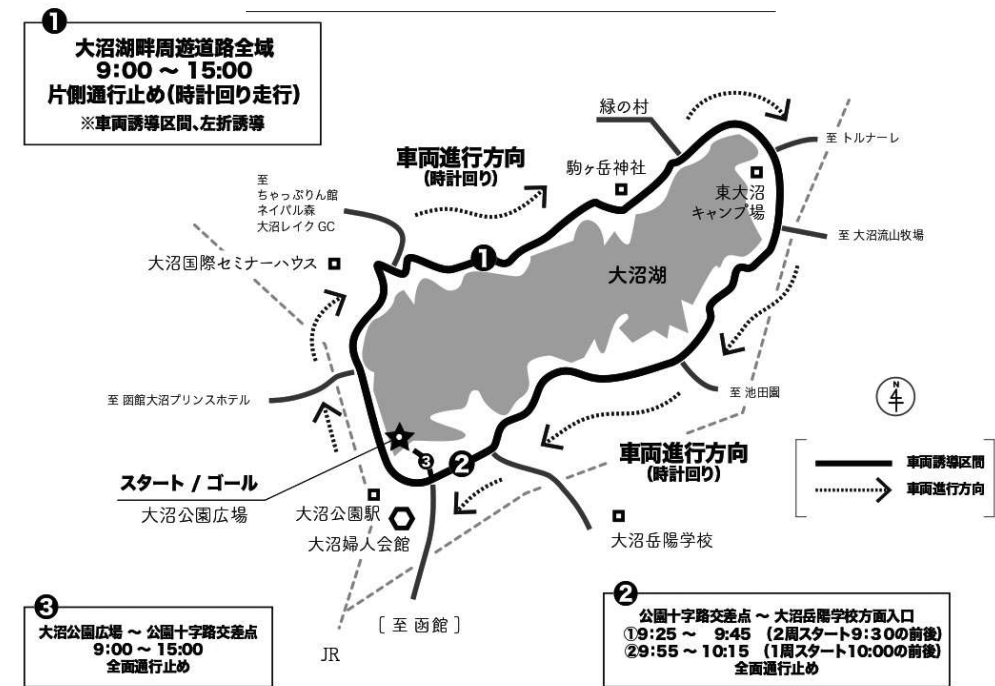 ❶
大沼湖畔周遊道路全域
9:00 ～ 15:00
片側通行止め(時計回り走行)
※車両誘導区間、左折誘導
緑の村
至 トルナーレ
車両進行方向
(時計回り)
駒ヶ岳神社
東大沼
キャンプ場
至
ちゃっぷりん館
ネイパル森
大沼レイク GC
至 大沼流山牧場
大沼国際セミナーハウス
❶
大沼湖
至 函館大沼プリンスホテル
至 池田園
N
4
❸
❷
車両進行方向
(時計回り)
車両誘導区間
車両進行方向
スタート / ゴール
大沼公園広場
大沼公園駅
大沼婦人会館
大沼岳陽学校
[ 至 函館 ]
JR
❸
大沼公園広場 ～ 公園十字路交差点
9:00 ～ 15:00
全面通行止め
❷
公園十字路交差点 ～ 大沼岳陽学校方面入口
①9:25 ～ 9:45 (2周スタート9:30の前後)
②9:55 ～ 10:15 (1周スタート10:00の前後)
全面通行止め